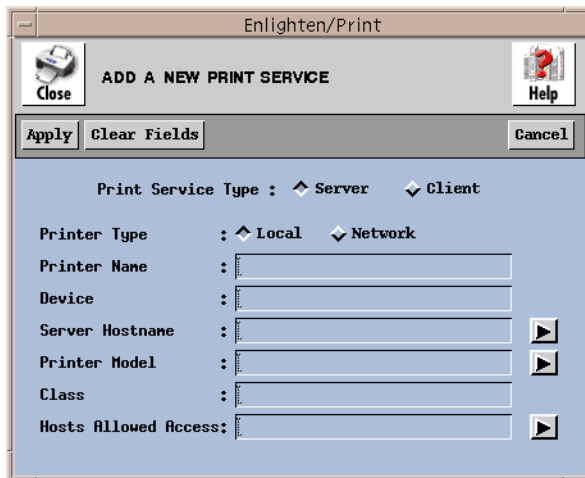 Enlighten/Print
Close
ADD A NEW PRINT SERVICE
Help
Apply
Clear Fields
Cancel
Print Service Type : Server Client
Printer Type : Local Network
Printer Name :
Device :
Server Hostname :
Printer Model :
Class :
Hosts Allowed Access: